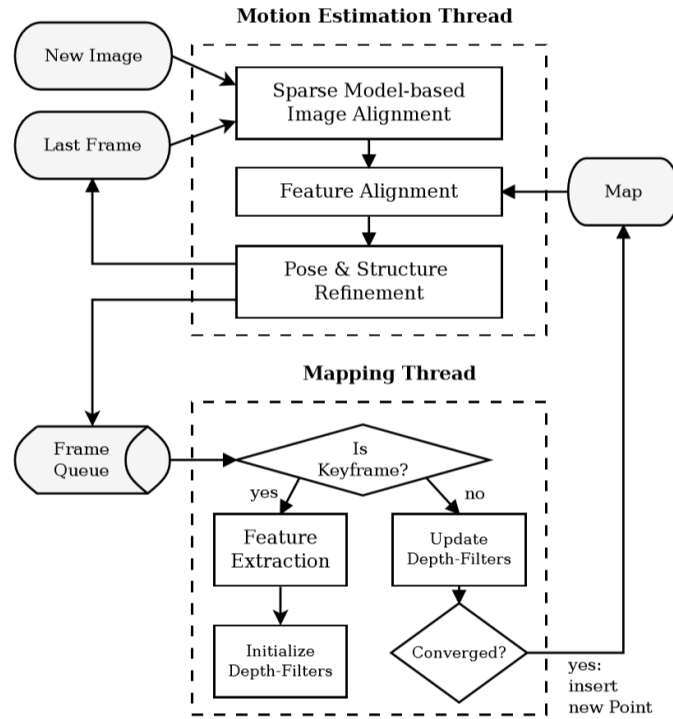 Motion Estimation Thread
New Image
Sparse Model-based
Image Alignment
Last Frame
Feature Alignment
Map
Pose & Structure
Refinement
Mapping Thread
Frame
Queue
Is
Keyframe?
yes
no
Feature
Extraction
Update
Depth-Filters
Initialize
Depth-Filters
Converged?
yes:
insert
new Point